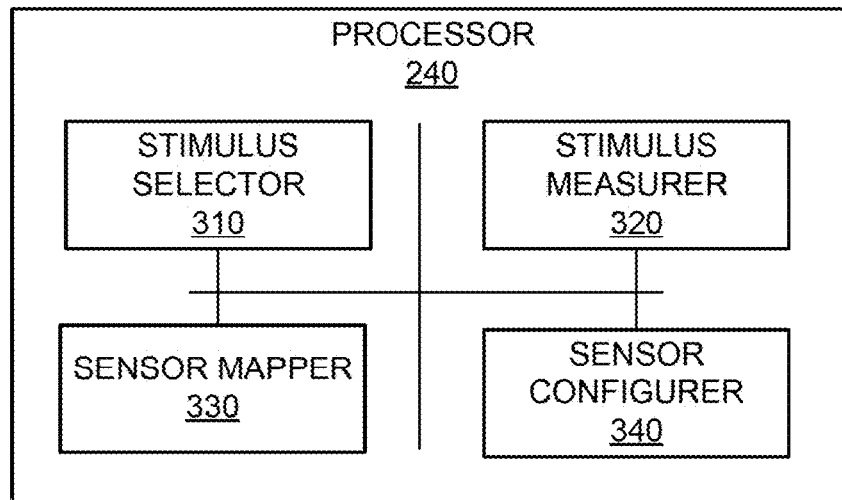 PROCESSOR
240
STIMULUS
SELECTOR
310
STIMULUS
MEASURER
320
SENSOR MAPPER
330
SENSOR
CONFIGURER
340